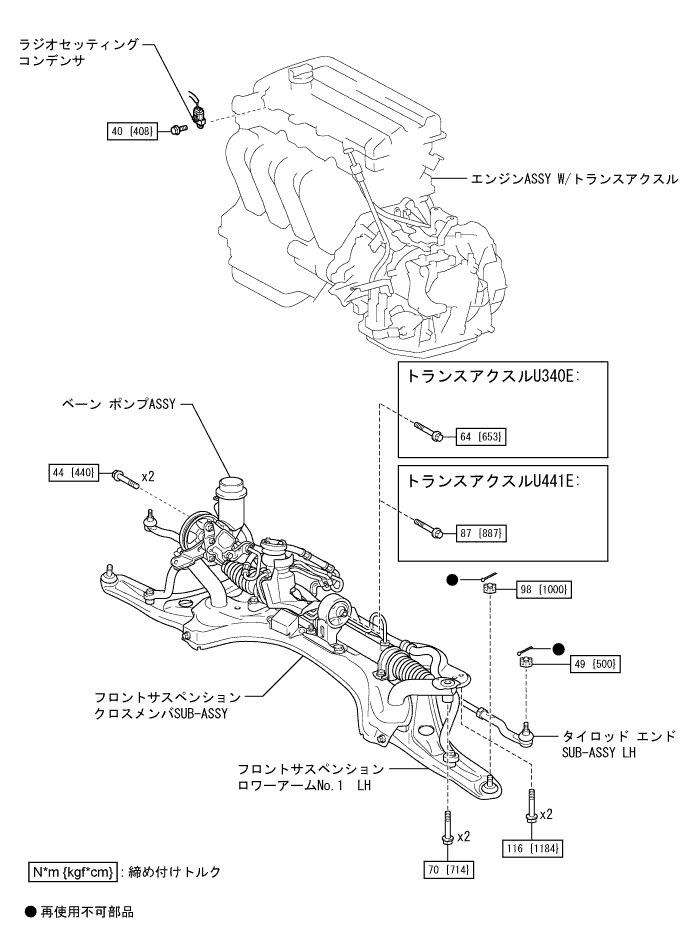 ラジオセッティング
コンデンサ
40 {408}
エンジンASSY W/トランスアクスル
トランスアクスルU340E:
64 {653}
ベーン ポンプASSY
44 {440}
x2
トランスアクスルU441E:
87 {887}
98 {1000}
49 {500}
フロントサスペンション
クロスメンバSUB-ASSY
タイロッド エンド
SUB-ASSY LH
フロントサスペンション
ロワーアームNo.1 LH
x2
x2
116 {1184}
70 {714}
N*m {kgf*cm} : 締め付けトルク
● 再使用不可部品